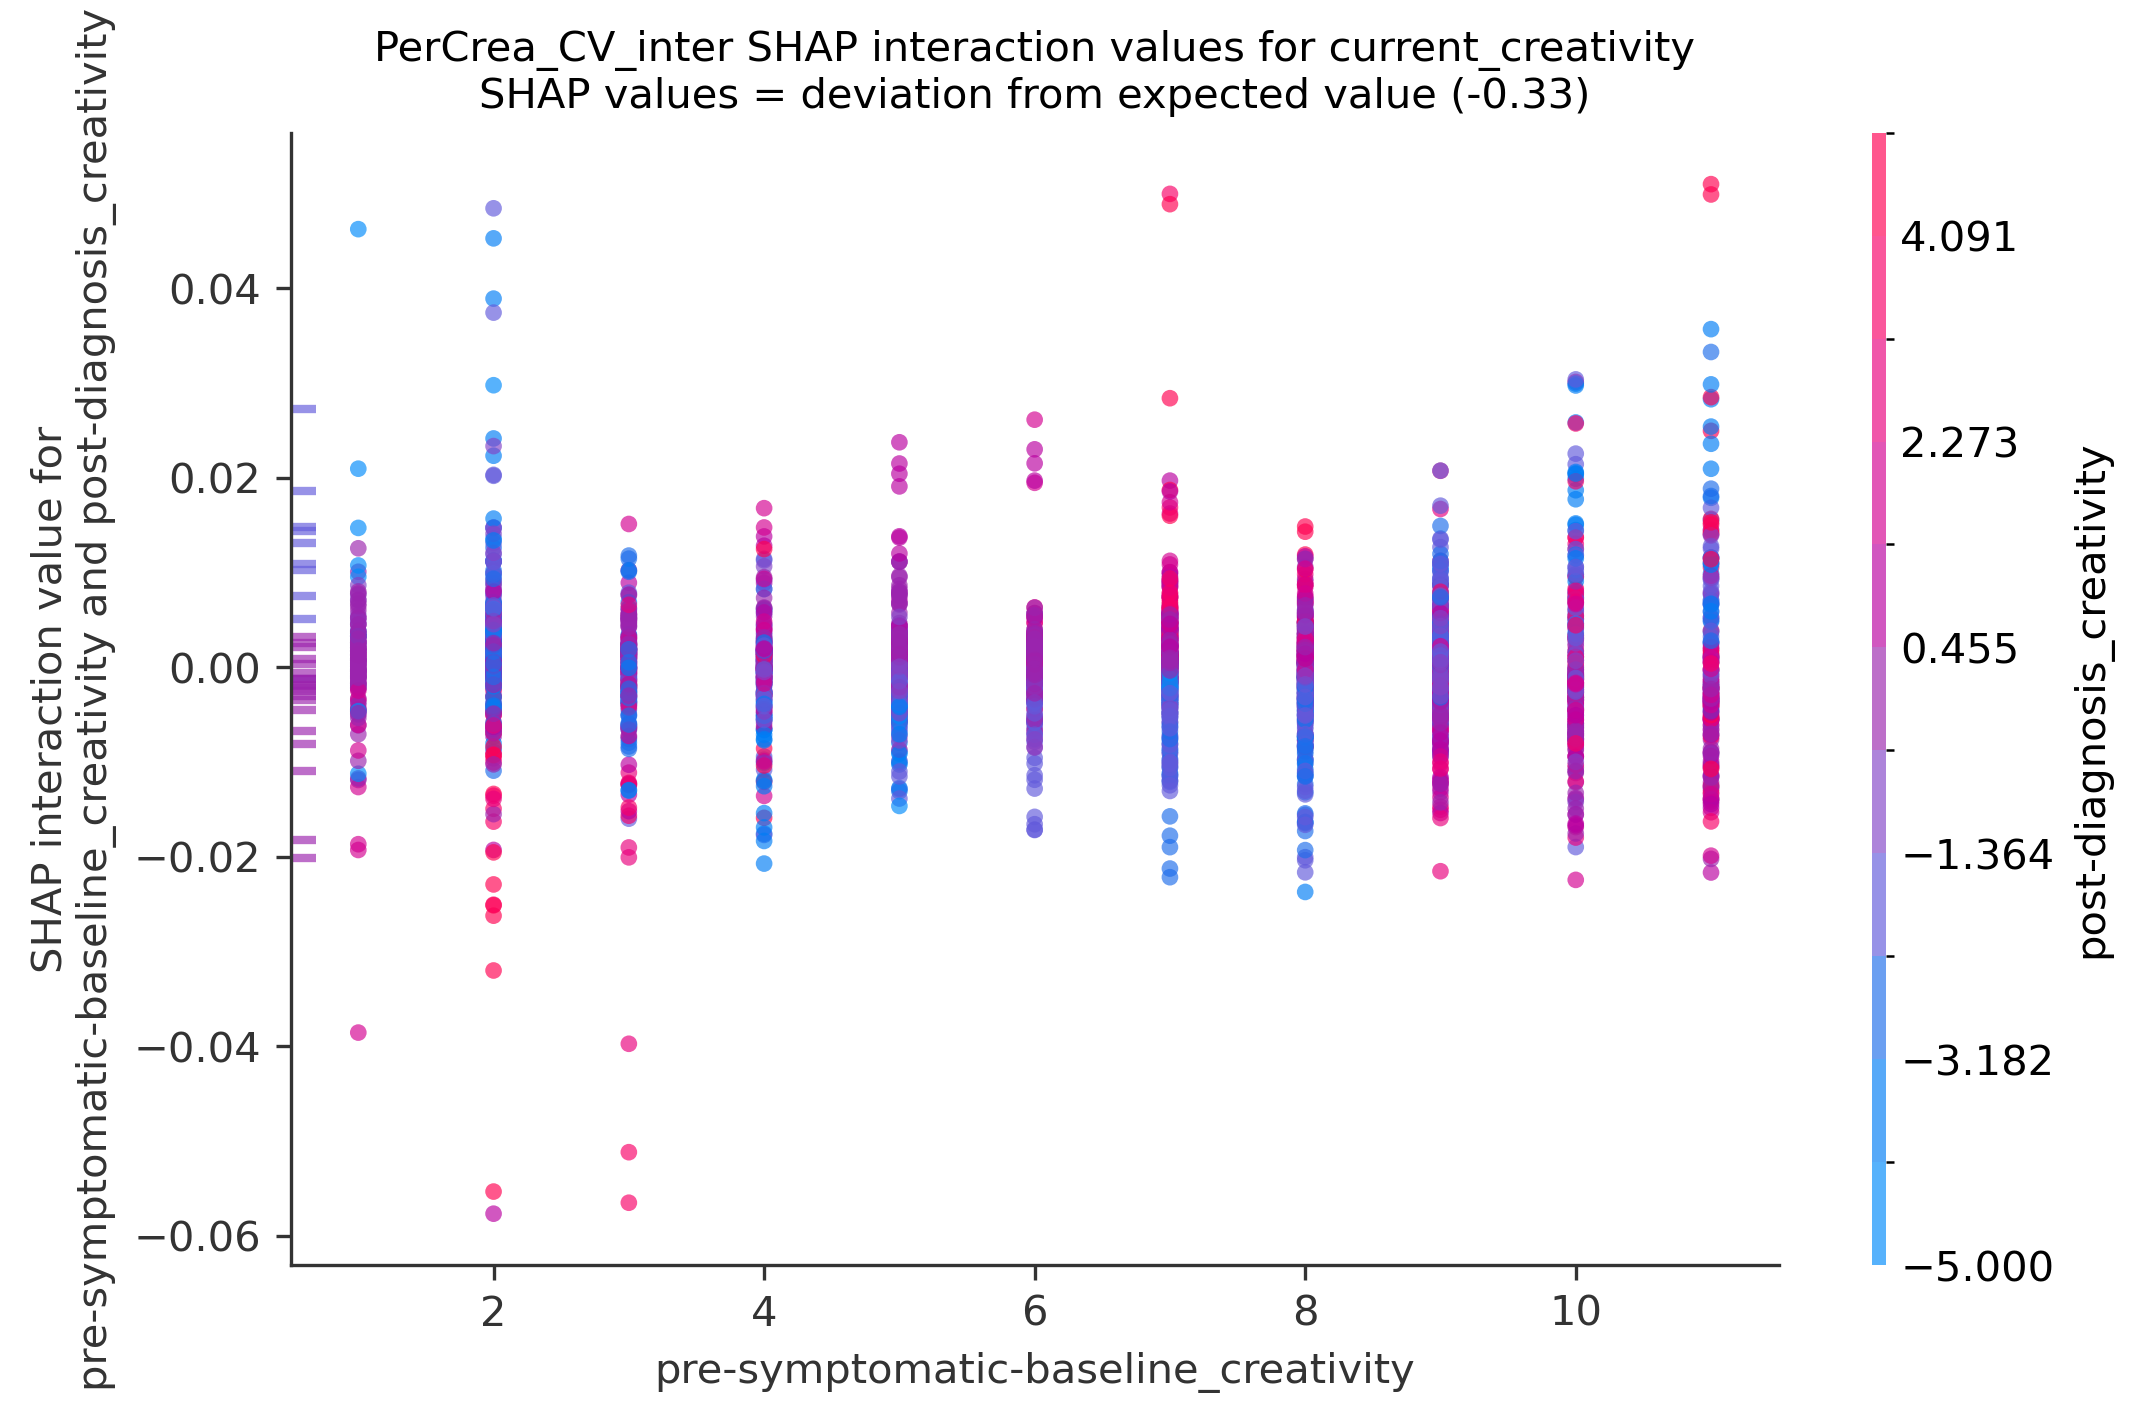 PerCrea_CV_inter SHAP interaction values for current_creativity
SHAP values = deviation from expected value (-0.33)
SHAP interaction value for
pre-symptomatic-baseline_creativity and post-diagnosis_creativity
0.04
0.02
0.00
−0.02
−0.04
−0.06
2
4
6
8
10
pre-symptomatic-baseline_creativity
4.091
2.273
0.455
−1.364
−3.182
−5.000
post-diagnosis_creativity